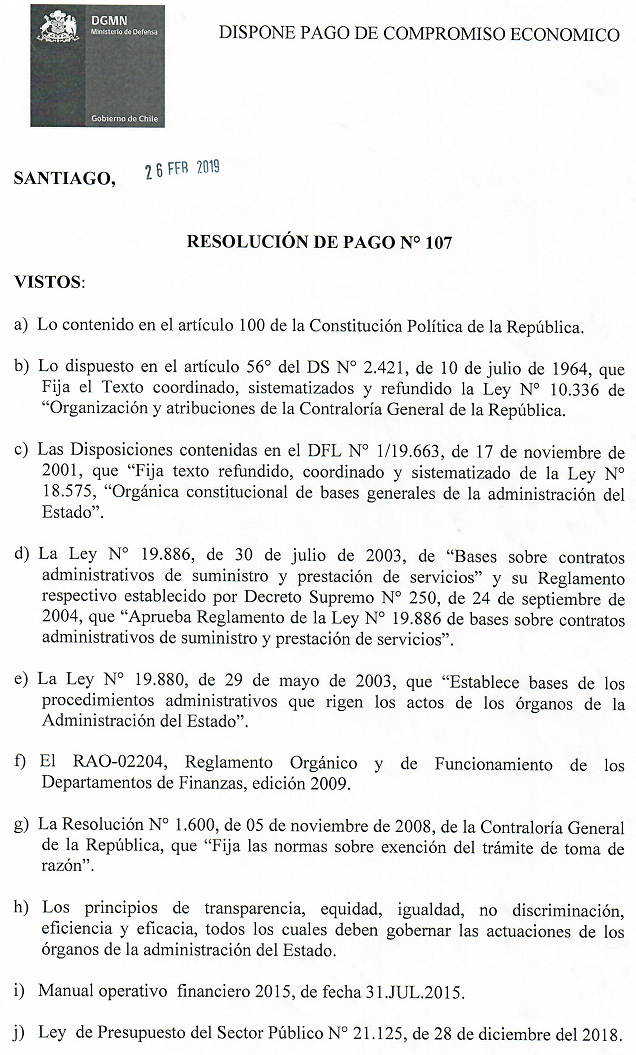 DGMN
Ministerio de Defensa
DISPONE PAGO DE COMPROMISO ECONOMICO
Gobierno de Chile
SANTIAGO, 26 FEB 2019
RESOLUCIÓN DE PAGO N° 107
VISTOS:
a) Lo contenido en el artículo 100 de la Constitución Política de la República.
b) Lo dispuesto en el artículo 56° del DS N° 2.421, de 10 de julio de 1964, que
Fija el Texto coordinado, sistematizados y refundido la Ley N° 10.336 de
“Organización y atribuciones de la Contraloría General de la República.
c) Las Disposiciones contenidas en el DFL N° 1/19.663, de 17 de noviembre de
2001, que “Fija texto refundido, coordinado y sistematizado de la Ley N°
18.575, “Orgánica constitucional de bases generales de la administración del
Estado”.
d) La Ley N° 19.886, de 30 de julio de 2003, de “Bases sobre contratos
administrativos de suministro y prestación de servicios” y su Reglamento
respectivo establecido por Decreto Supremo N° 250, de 24 de septiembre de
2004, que “Aprueba Reglamento de la Ley N° 19.886 de bases sobre contratos
administrativos de suministro y prestación de servicios”.
e) La Ley N° 19.880, de 29 de mayo de 2003, que “Establece bases de los
procedimientos administrativos que rigen los actos de los órganos de la
Administración del Estado”.
f) El RAO-02204, Reglamento Orgánico y de Funcionamiento de los
Departamentos de Finanzas, edición 2009.
g) La Resolución N° 1.600, de 05 de noviembre de 2008, de la Contraloría General
de la República, que “Fija las normas sobre exención del trámite de toma de
razón”.
h) Los principios de transparencia, equidad, igualdad, no discriminación,
eficiencia y eficacia, todos los cuales deben gobernar las actuaciones de los
órganos de la administración del Estado.
i) Manual operativo financiero 2015, de fecha 31.JUL.2015.
j) Ley de Presupuesto del Sector Público N° 21.125, de 28 de diciembre del 2018.